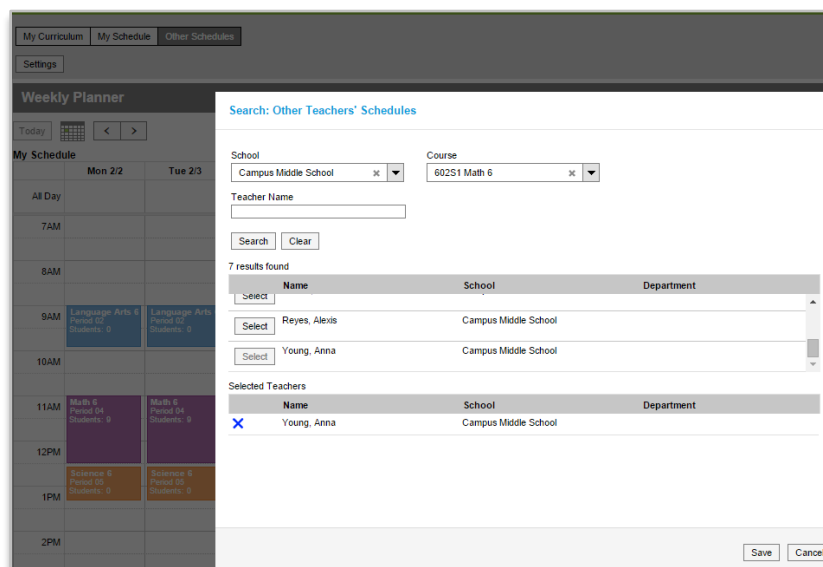 My Curriculum My Schedule Other Schedules
Settings
Weekly Planner
Today < >
My Schedule
Mon 2/2 Tue 2/3
All Day
7AM
8AM
9AM
10AM
11AM
12PM
1PM
2PM
Language Arts 6 Language Arts
Period 02 Period 02
Students: 0 Students: 0
Math 6 Math 6
Period 04 Period 04
Students: 0 Students: 0
Science 6 Science 6
Period 05 Period 05
Students: 0 Students: 0
Search: Other Teachers' Schedules
School Course
Campus Middle School 602S1 Math 6
Teacher Name
Search Clear
7 results found
Name School Department
Select
Select Reyes, Alexis Campus Middle School
Select Young, Anna Campus Middle School
Selected Teachers
Name School Department
Young, Anna Campus Middle School
Save Cancel